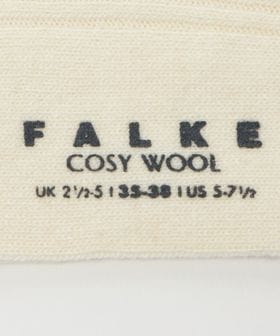 FALKE
COSY WOOL
UK 2½-5 | 35-38 | US 5-7½